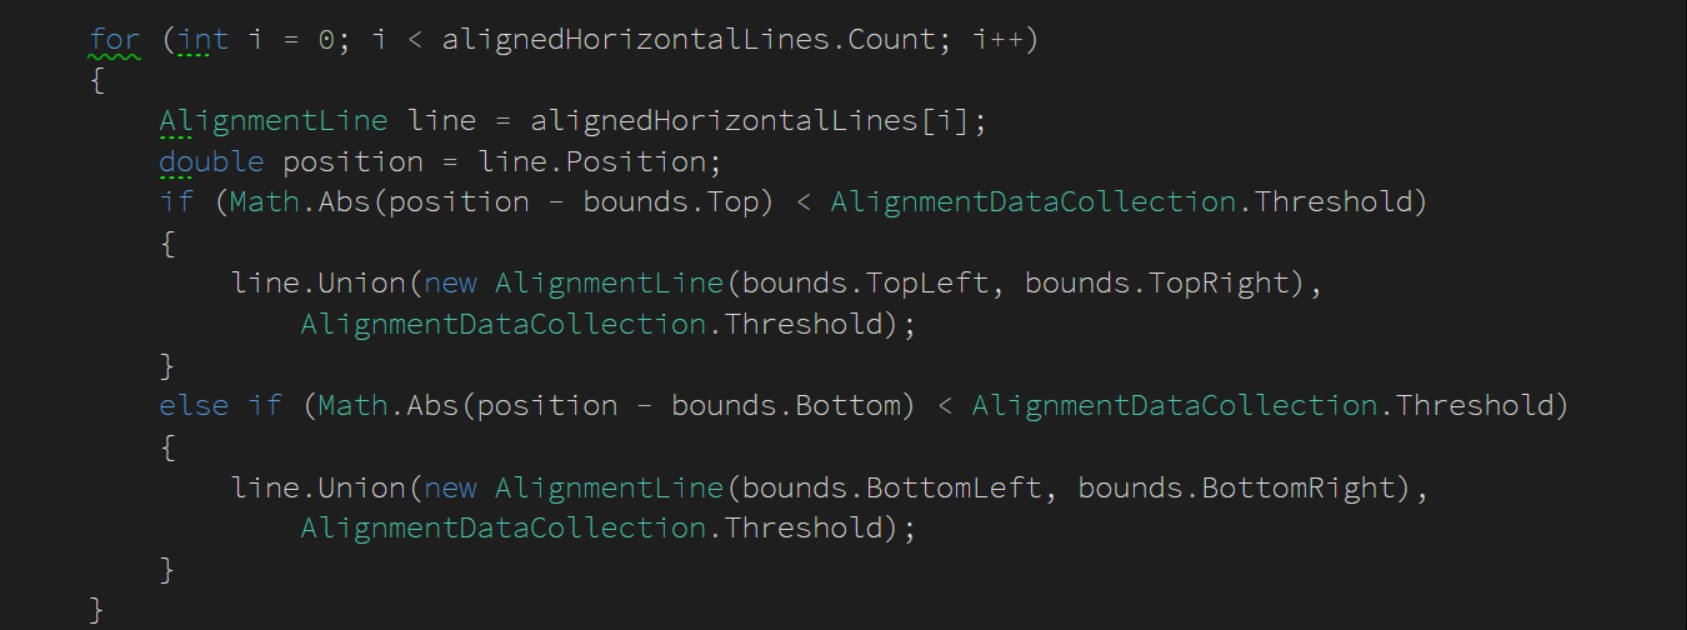 for (int i = 0; i < alignedHorizontalLines.Count; i++)
{
    AlignmentLine line = alignedHorizontalLines[i];
    double position = line.Position;
    if (Math.Abs(position - bounds.Top) < AlignmentDataCollection.Threshold)
    {
        line.Union(new AlignmentLine(bounds.TopLeft, bounds.TopRight),
            AlignmentDataCollection.Threshold);
    }
    else if (Math.Abs(position - bounds.Bottom) < AlignmentDataCollection.Threshold)
    {
        line.Union(new AlignmentLine(bounds.BottomLeft, bounds.BottomRight),
            AlignmentDataCollection.Threshold);
    }
}